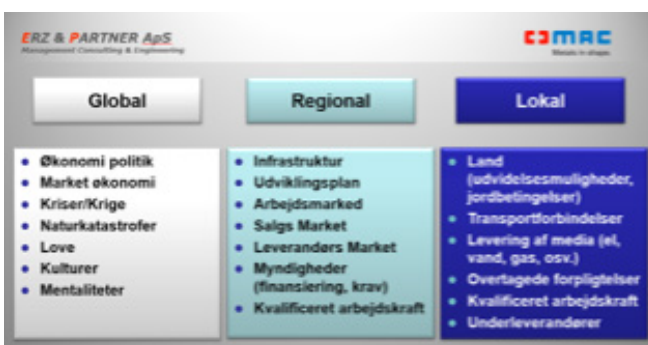 ERZ & PARTNER ApS
Management Consulting & Engineering
COMAC
Metals in shape.
Global
Regional
Lokal
Økonomi politik
Market økonomi
Kriser/Krige
Naturkatastrofer
Love
Kulturer
Mentaliteter
Infrastruktur
Udviklingsplan
Arbejdsmarked
Salgs Market
Leverandørs Market
Myndigheder
(finansiering, krav)
Kvalificeret arbejdskraft
Land
(udvidelsesmuligheder,
jordbetingelser)
Transportforbindelser
Levering af media (el,
vand, gas, osv.)
Overtagede forpligtelser
Kvalificeret arbejdskraft
Underleverandører